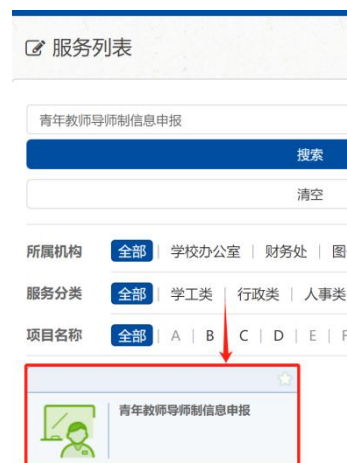 服务列表
青年教师导师制信息申报
搜索
清空
所属机构 全部 | 学校办公室 | 财务处 | 图
服务分类 全部 | 学工类 | 行政类 | 人事类
项目名称 全部 | A | B | C | D | E | F
青年教师导师制信息申报